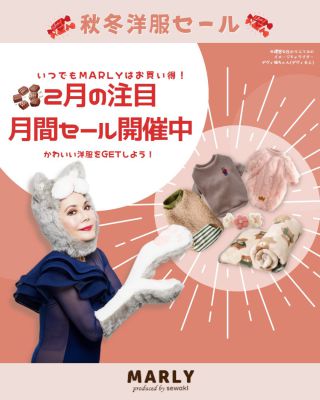 秋冬洋服セール
いつでもMARLYはお買い得!
2月の注目
月間セール開催中
かわいい洋服をGETしよう!
MARLY
produced by sewaki